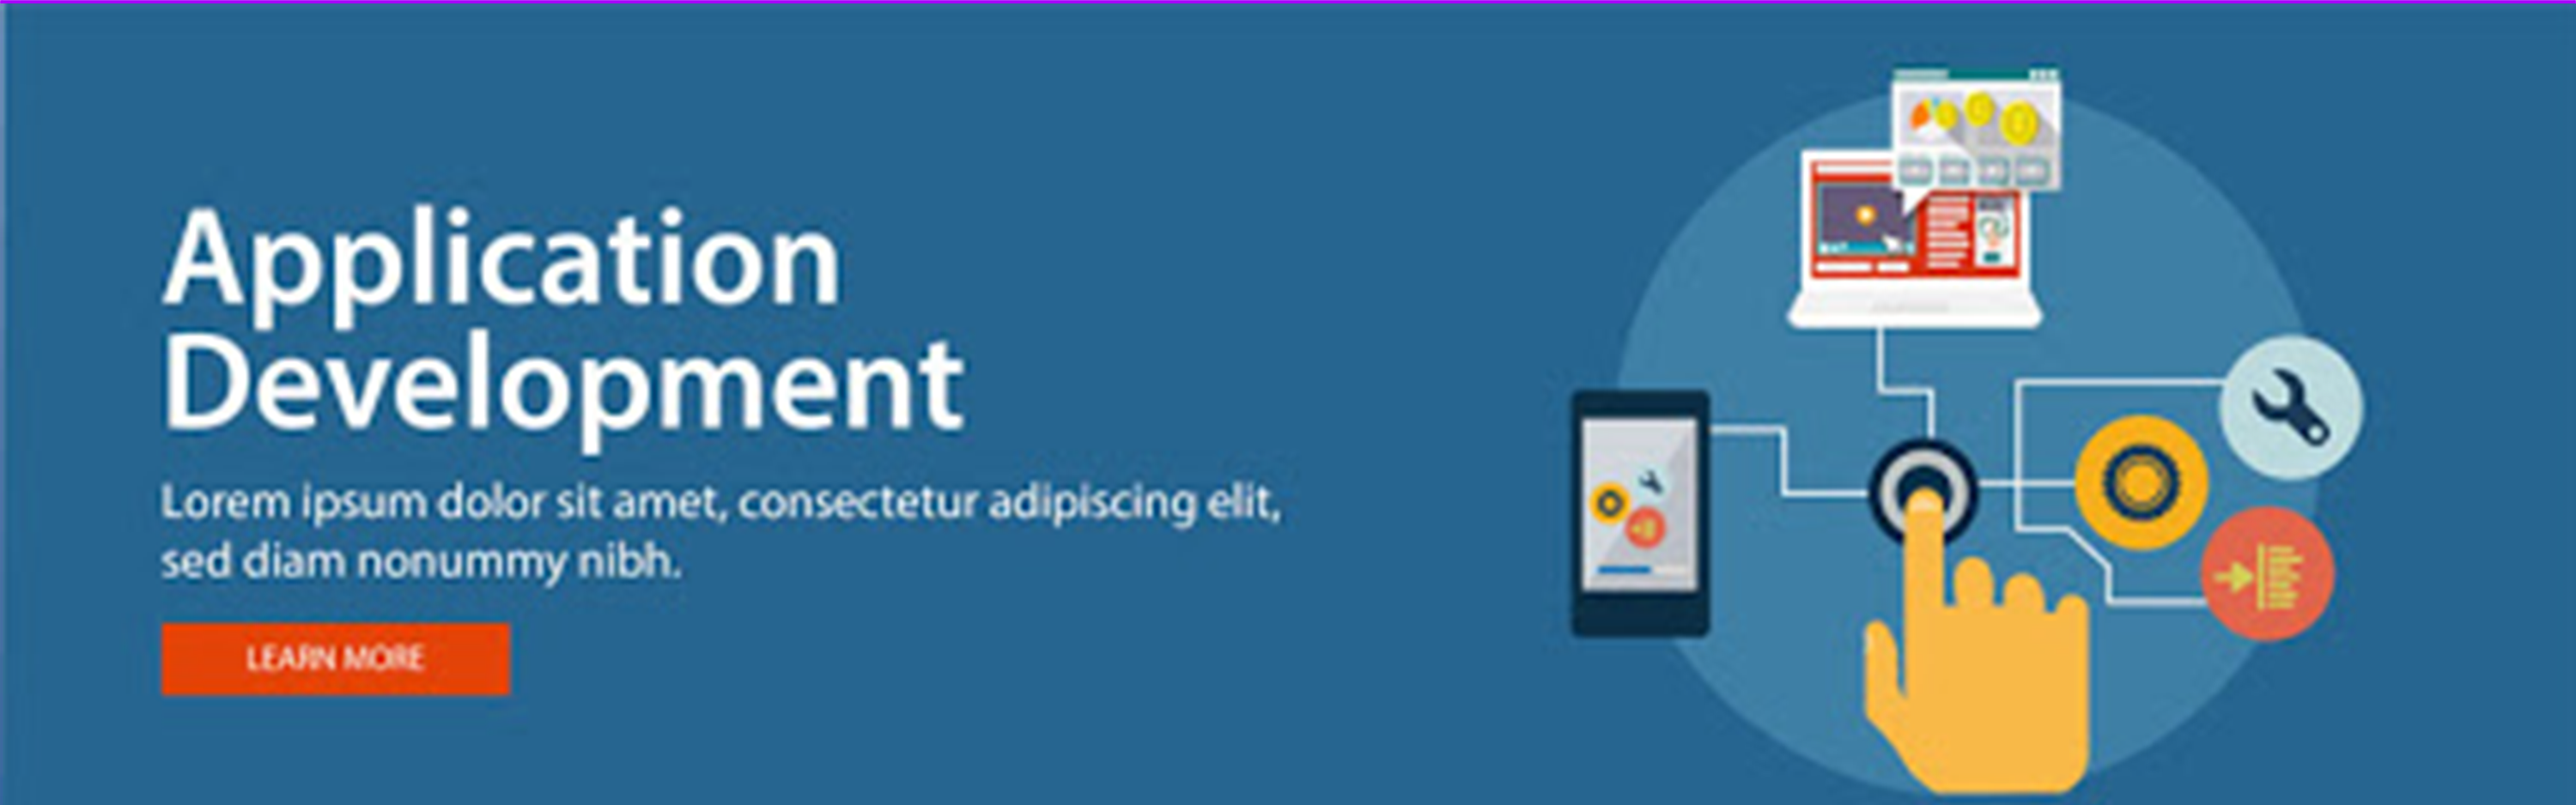 Application
Development
Lorem ipsum dolor sit amet, consectetur adipiscing elit,
sed diam nonummy nibh.
LEARN MORE